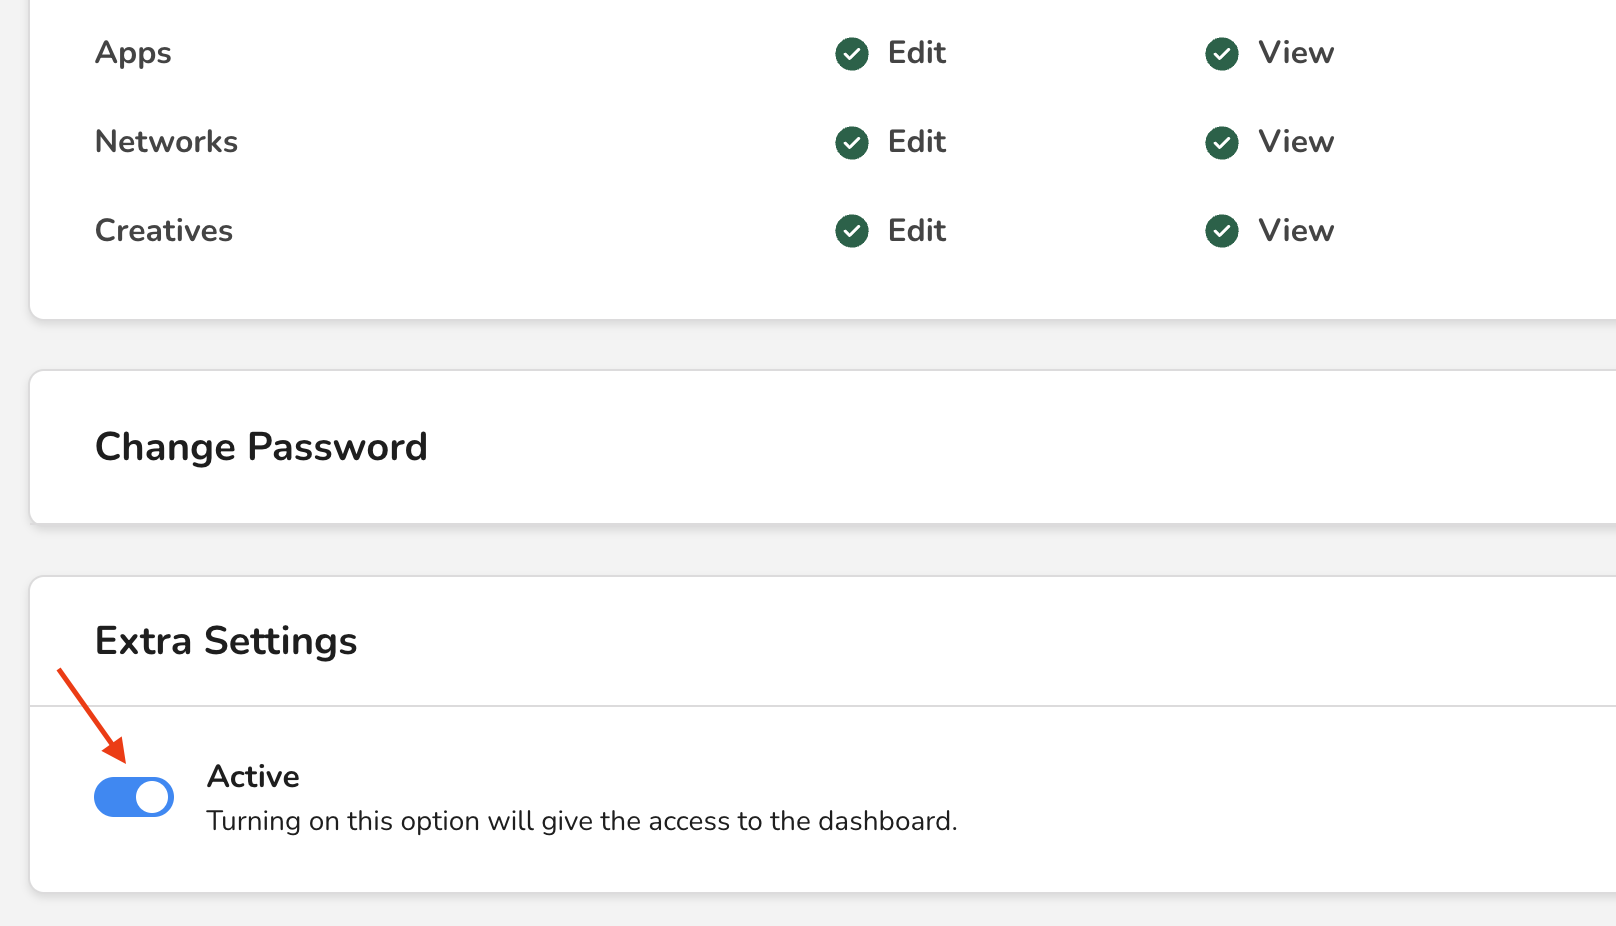 Apps Edit View
Networks Edit View
Creatives Edit View
Change Password
Extra Settings
Active
Turning on this option will give the access to the dashboard.